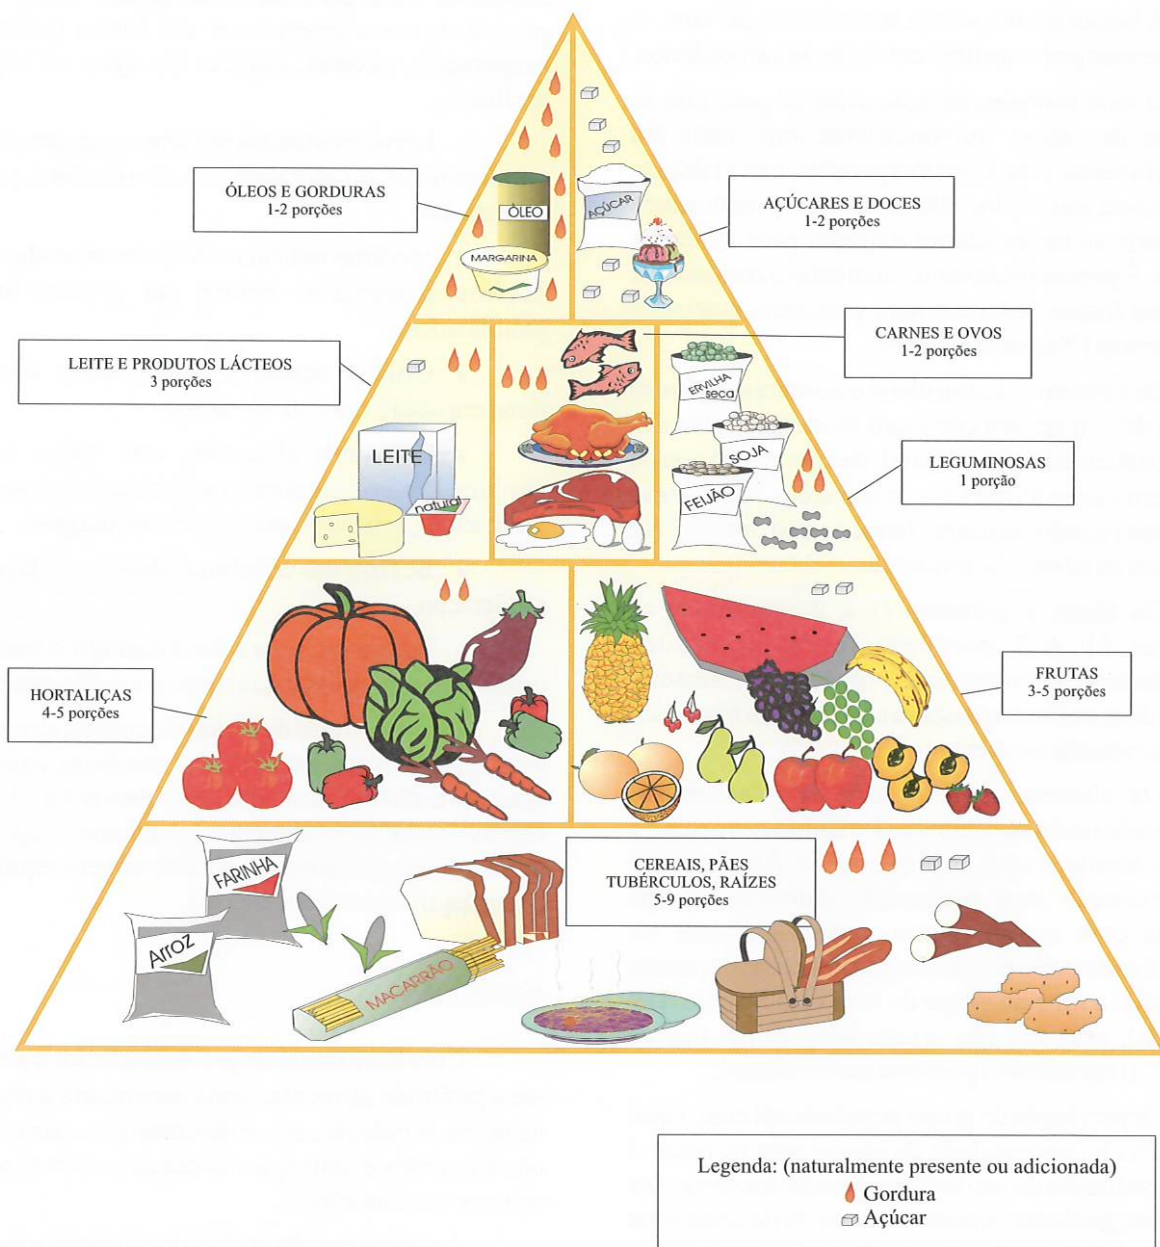 ÓLEO
MARGARINA
AÇÚCAR
ÓLEOS E GORDURAS
1-2 porções
AÇÚCARES E DOCES
1-2 porções
LEITE E PRODUTOS LÁCTEOS
3 porções
CARNES E OVOS
1-2 porções
LEITE
natural
ERVILHA
seca
SOJA
FEIJÃO
LEGUMINOSAS
1 porção
HORTALIÇAS
4-5 porções
FRUTAS
3-5 porções
CEREAIS, PÃES
TUBÉRCULOS, RAÍZES
5-9 porções
FARINHA
Arroz
MACARRÃO
Legenda: (naturalmente presente ou adicionada)
Gordura
Açúcar